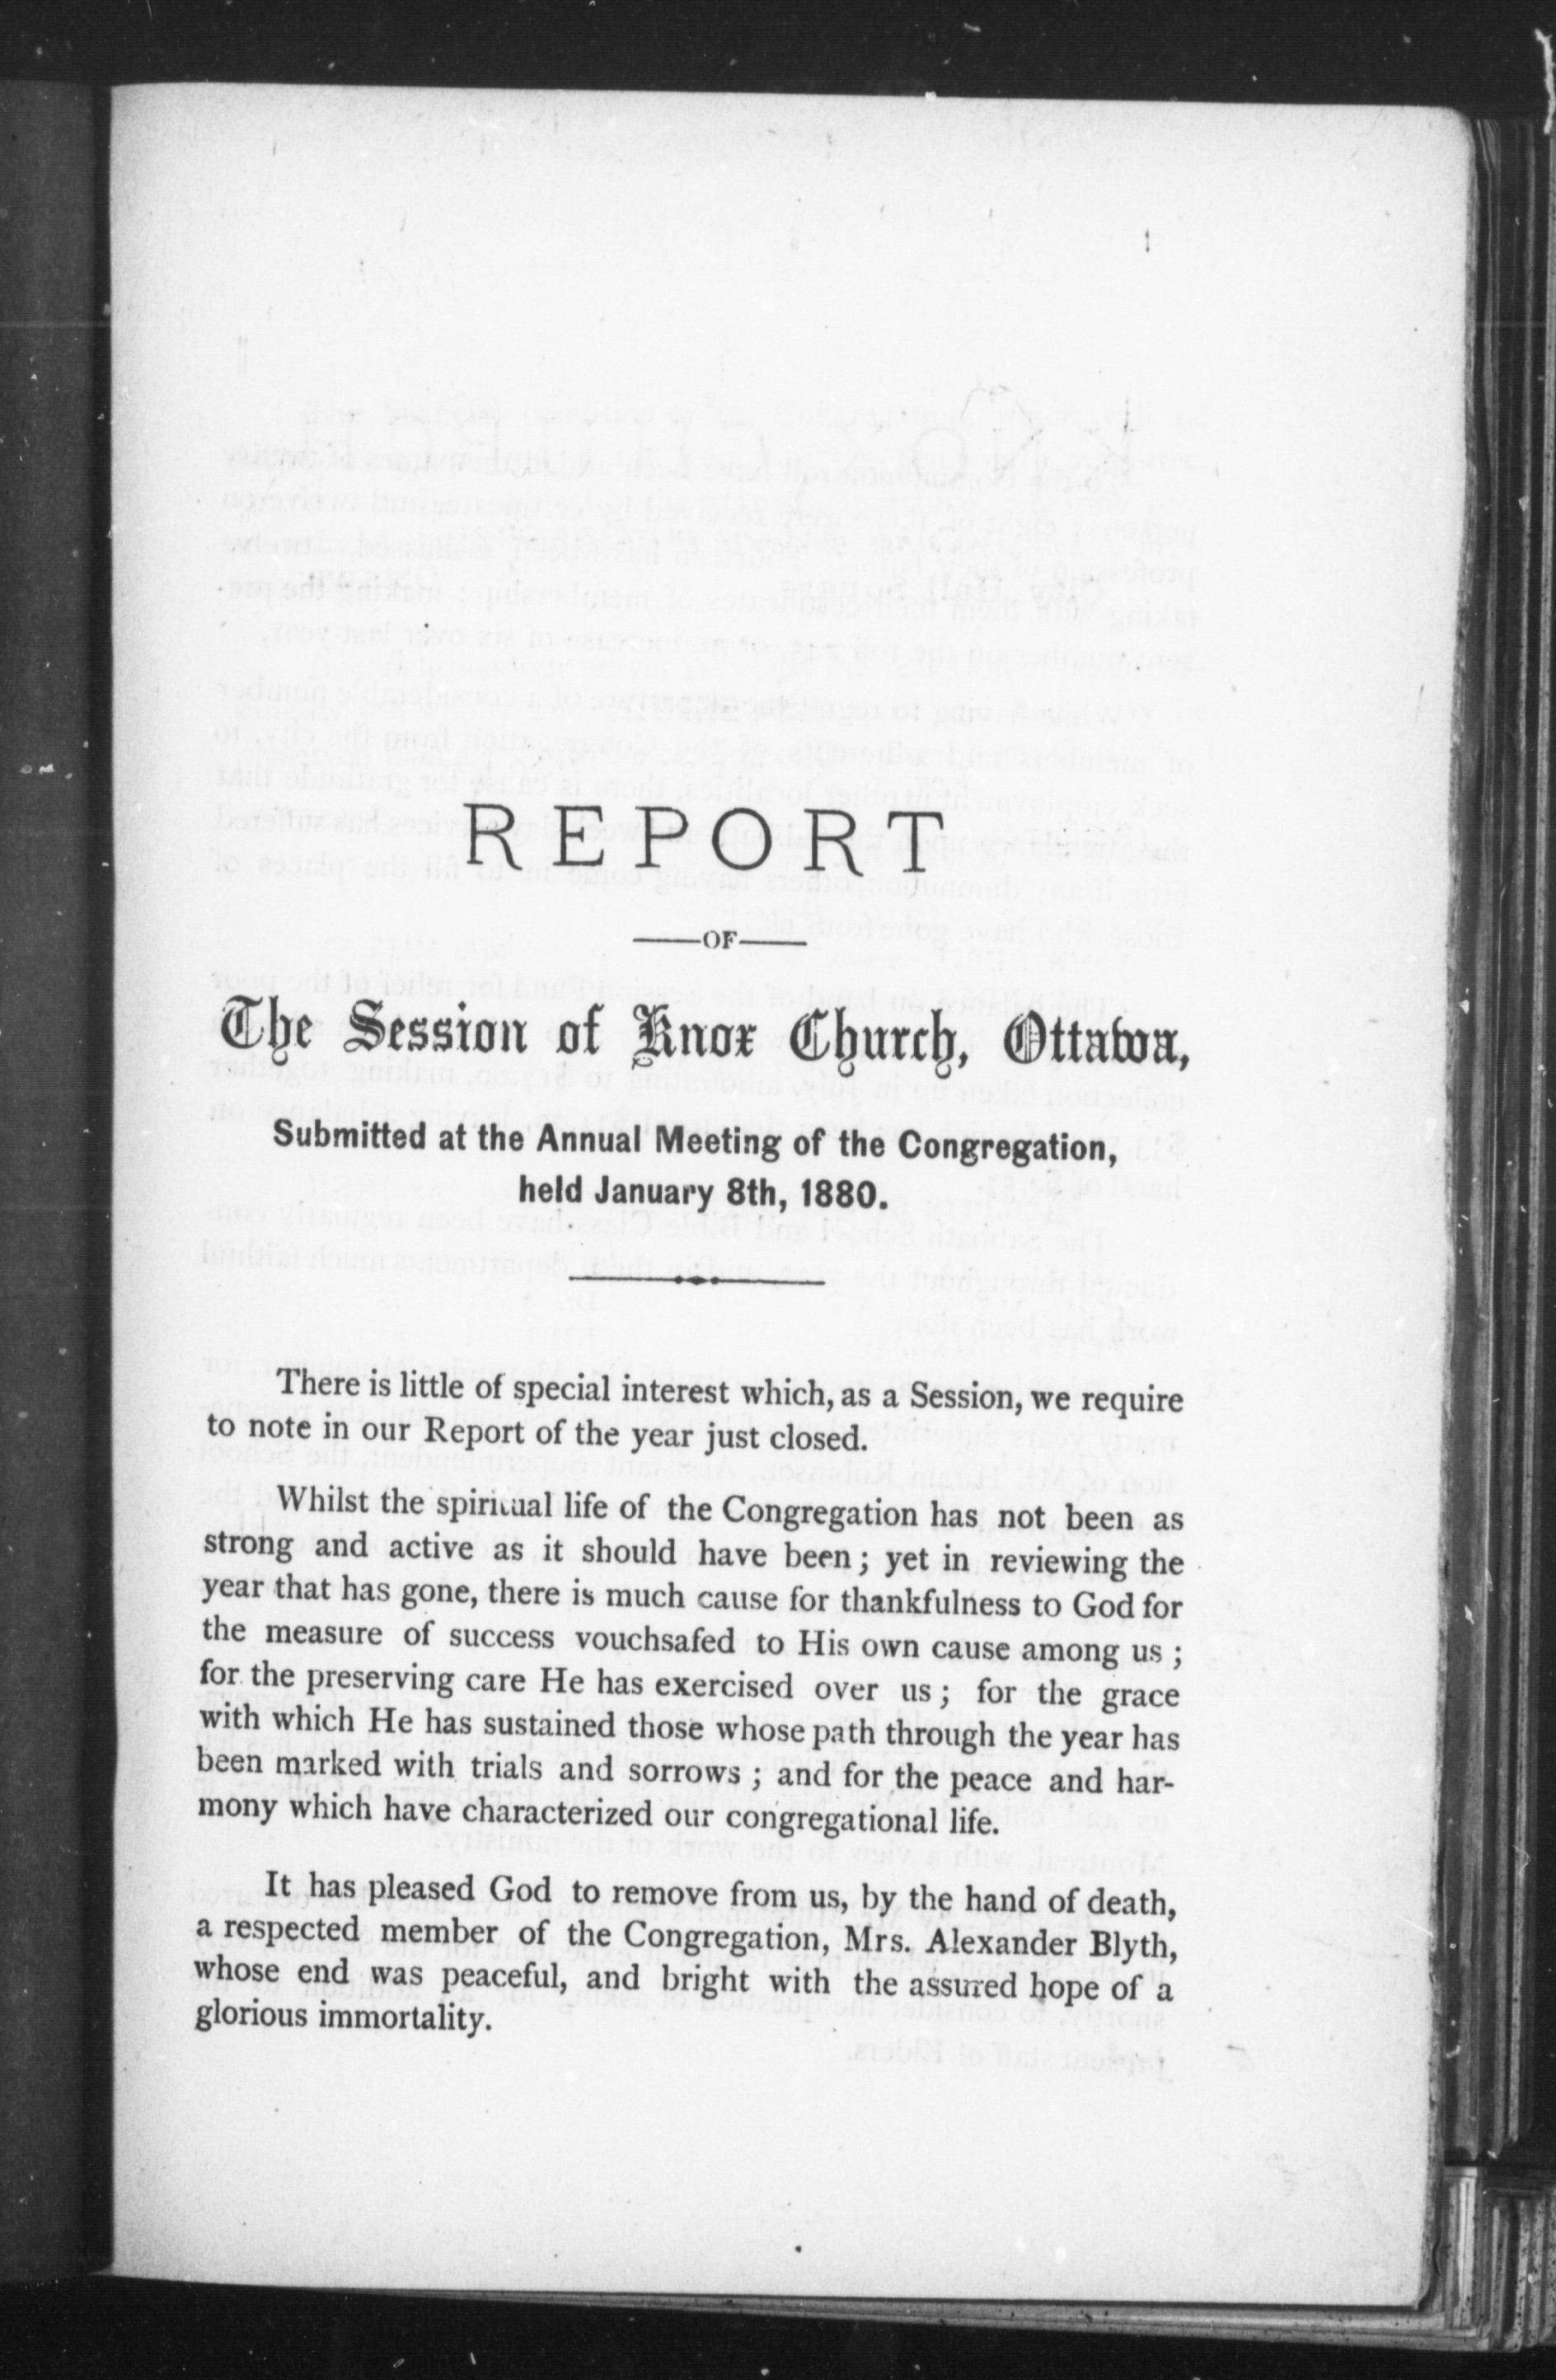 REPORT
OF
The Session of Knox Church, Ottawa,
Submitted at the Annual Meeting of the Congregation,
held January 8th, 1880.
There is little of special interest which, as a Session, we require
to note in our Report of the year just closed.
Whilst the spiritual life of the Congregation has not been as
strong and active as it should have been; yet in reviewing the
year that has gone, there is much cause for thankfulness to God for
the measure of success vouchsafed to His own cause among us ;
for the preserving care He has exercised over us; for the grace
with which He has sustained those whose path through the year has
been marked with trials and sorrows ; and for the peace and har-
mony which have characterized our congregational life.
It has pleased God to remove from us, by the hand of death,
a respected member of the Congregation, Mrs. Alexander Blyth,
whose end was peaceful, and bright with the assured hope of a
glorious immortality.